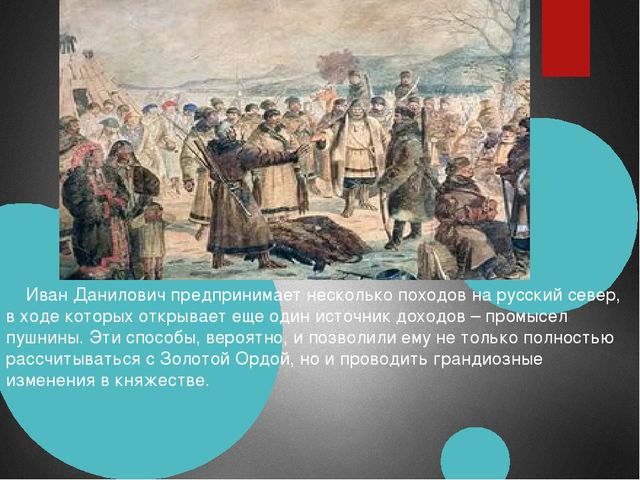 Иван Данилович предпринимает несколько походов на русский север,
в ходе которых открывает еще один источник доходов – промысел
пушнины. Эти способы, вероятно, и позволили ему не только полностью
рассчитываться с Золотой Ордой, но и проводить грандиозные
изменения в княжестве.